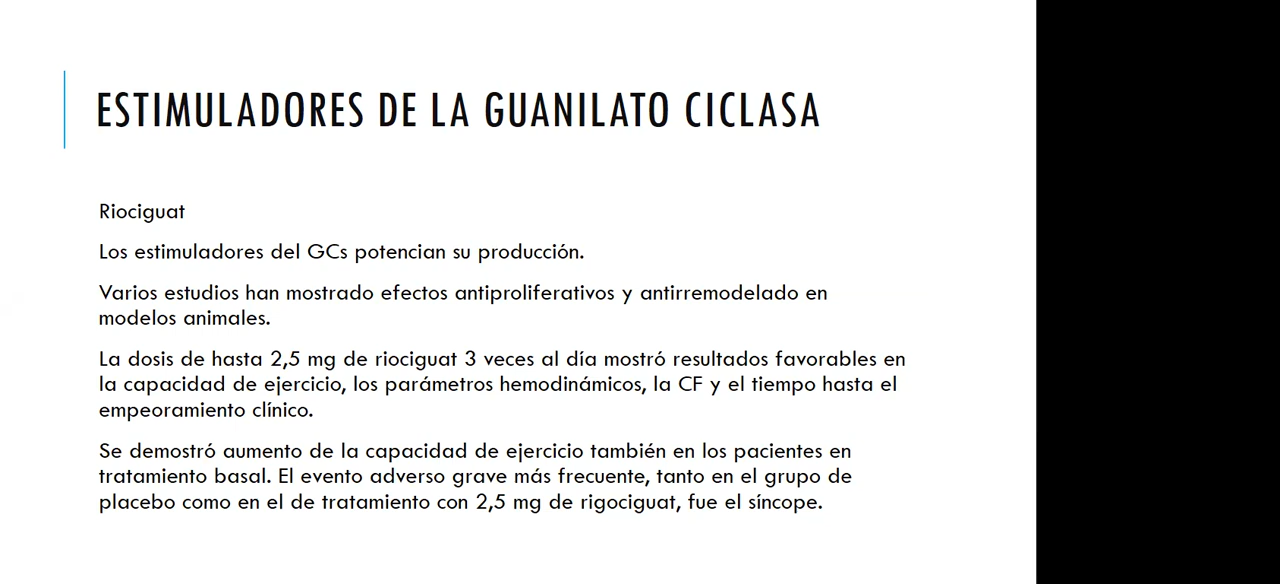 ESTIMULADORES DE LA GUANILATO CICLASA
Riociguat
Los estimuladores del GCs potencian su producción.
Varios estudios han mostrado efectos antiproliferativos y antirremodelado en
modelos animales.
La dosis de hasta 2,5 mg de riociguat 3 veces al día mostró resultados favorables en
la capacidad de ejercicio, los parámetros hemodinámicos, la CF y el tiempo hasta el
empeoramiento clínico.
Se demostró aumento de la capacidad de ejercicio también en los pacientes en
tratamiento basal. El evento adverso grave más frecuente, tanto en el grupo de
placebo como en el de tratamiento con 2,5 mg de rigociguat, fue el síncope.